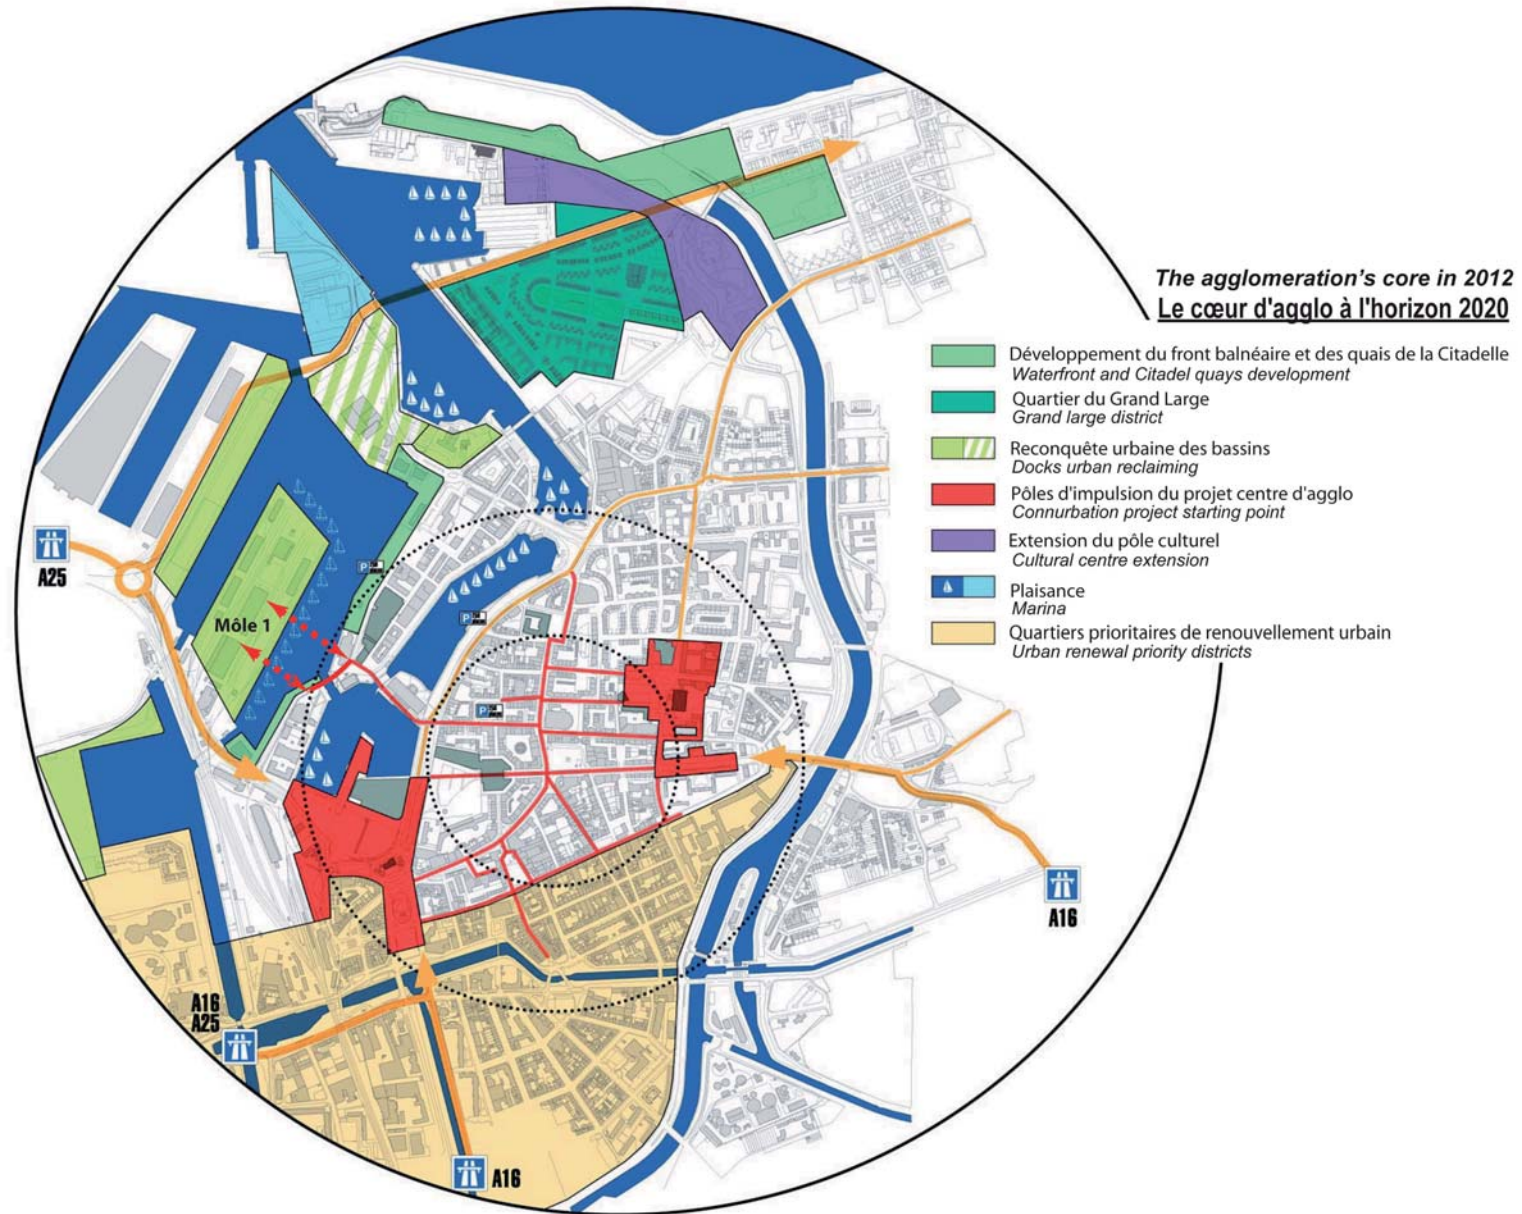 The agglomeration's core in 2012
Le cœur d'agglo à l'horizon 2020
Développement du front balnéaire et des quais de la Citadelle
Waterfront and Citadel quays development
Quartier du Grand Large
Grand large district
Reconquête urbaine des bassins
Docks urban reclaiming
Pôles d'impulsion du projet centre d'agglo
Connurbation project starting point
Extension du pôle culturel
Cultural centre extension
Plaisance
Marina
Quartiers prioritaires de renouvellement urbain
Urban renewal priority districts
A25
P
P
Môle 1
P
A16
A16
A25
A16